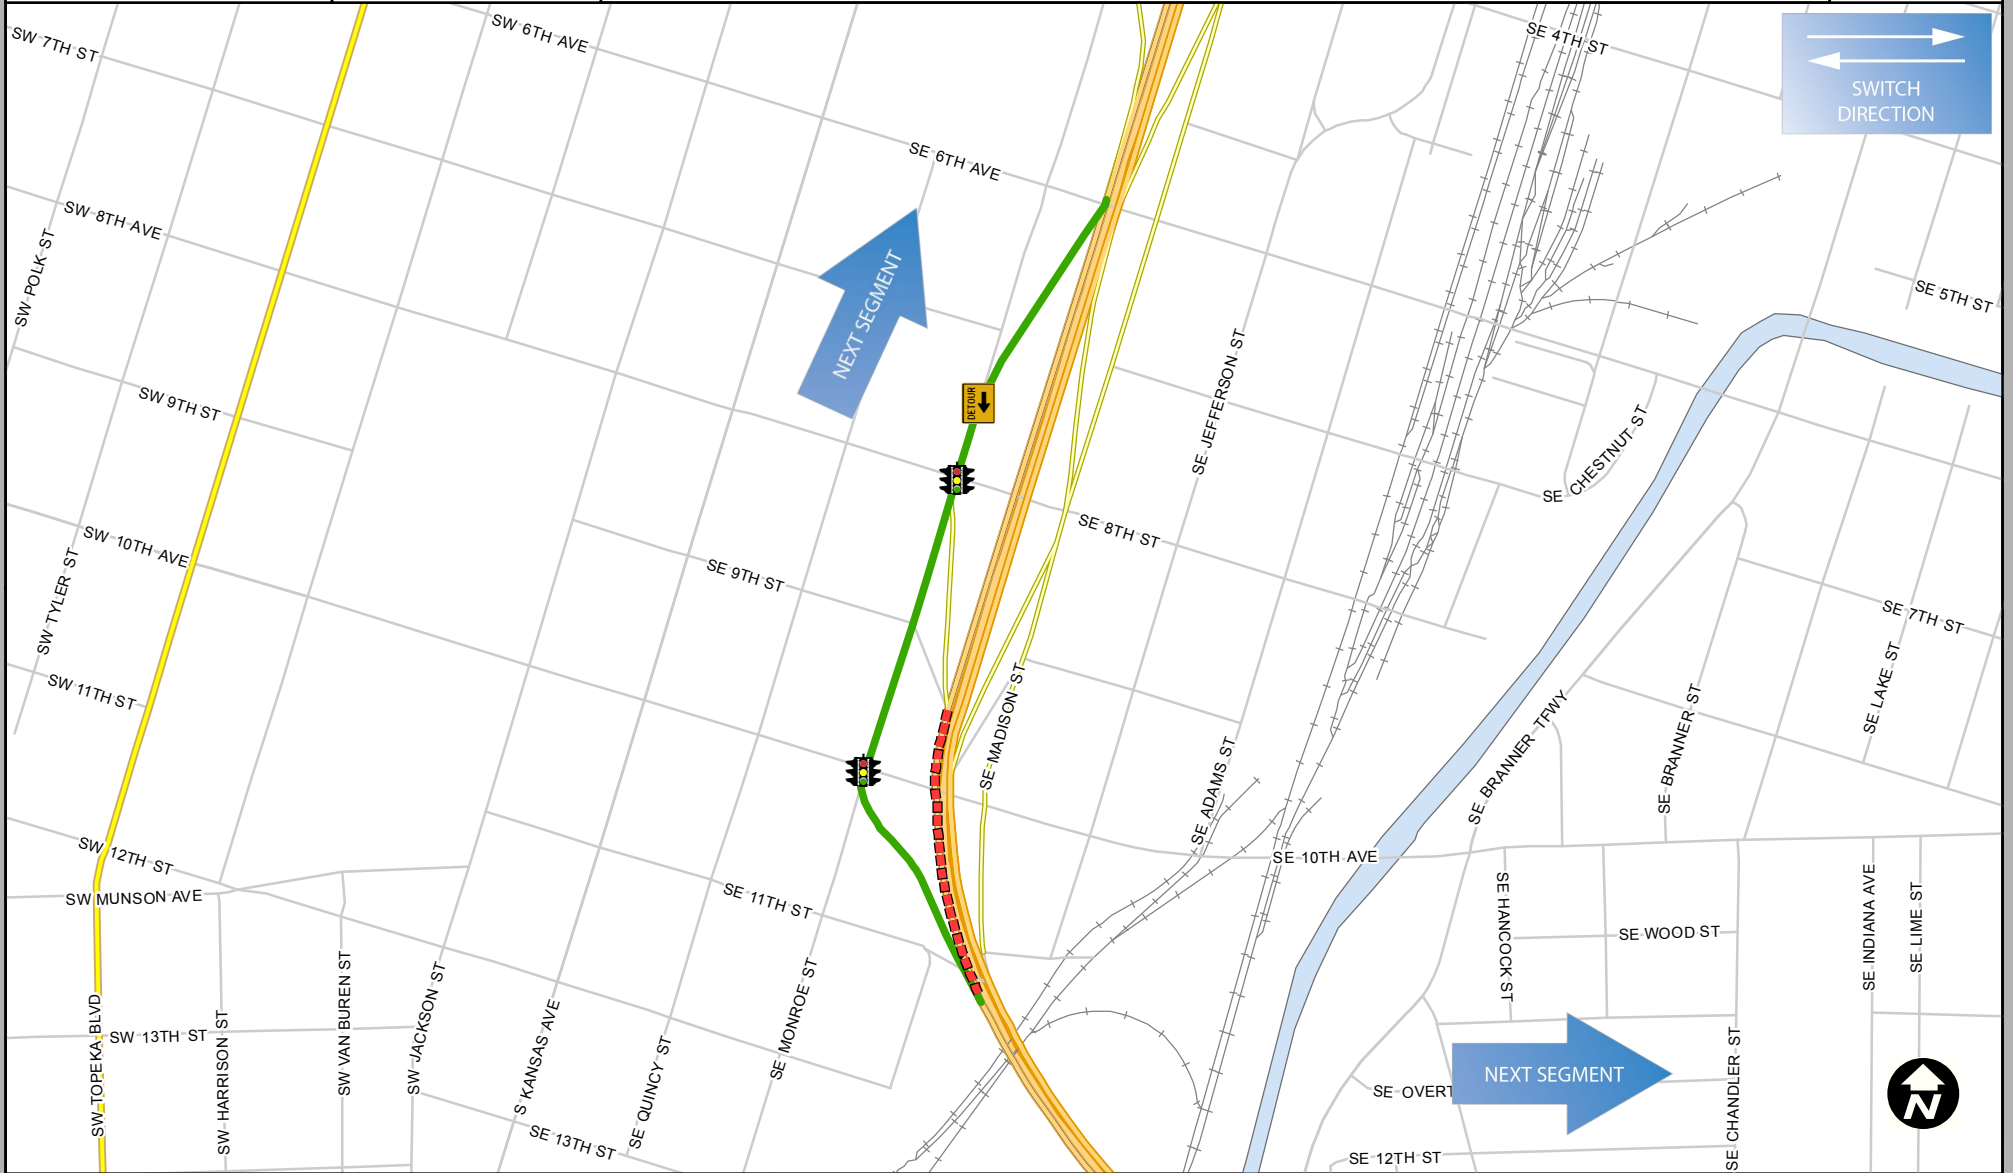 SW 7TH ST
SW 6TH AVE
SE 4TH ST
SWITCH
DIRECTION
SE 6TH AVE
SW 8TH AVE
SW POLK ST
NEXT SEGMENT
SE 5TH ST
SE JEFFERSON ST
SW 9TH ST
DETOUR
SE CHESTNUT ST
SE 8TH ST
SW 10TH AVE
SW TYLER ST
SE 9TH ST
SE 7TH ST
SW 11TH ST
SE MADISON ST
SE LAKE ST
SE BRANNER ST
SE BRANNER TFWY
SE ADAMS ST
SW 12TH ST
SE 10TH AVE
SW MUNSON AVE
SE 11TH ST
SE HANCOCK ST
SE WOOD ST
SE INDIANA AVE
SE LIME ST
SW TOPEKA BLVD
SW 13TH ST
SW HARRISON ST
SW VAN BUREN ST
SW JACKSON ST
S KANSAS AVE
SE QUINCY ST
SE MONROE ST
SE 13TH ST
SE OVERT
NEXT SEGMENT
SE CHANDLER ST
N
SE 12TH ST